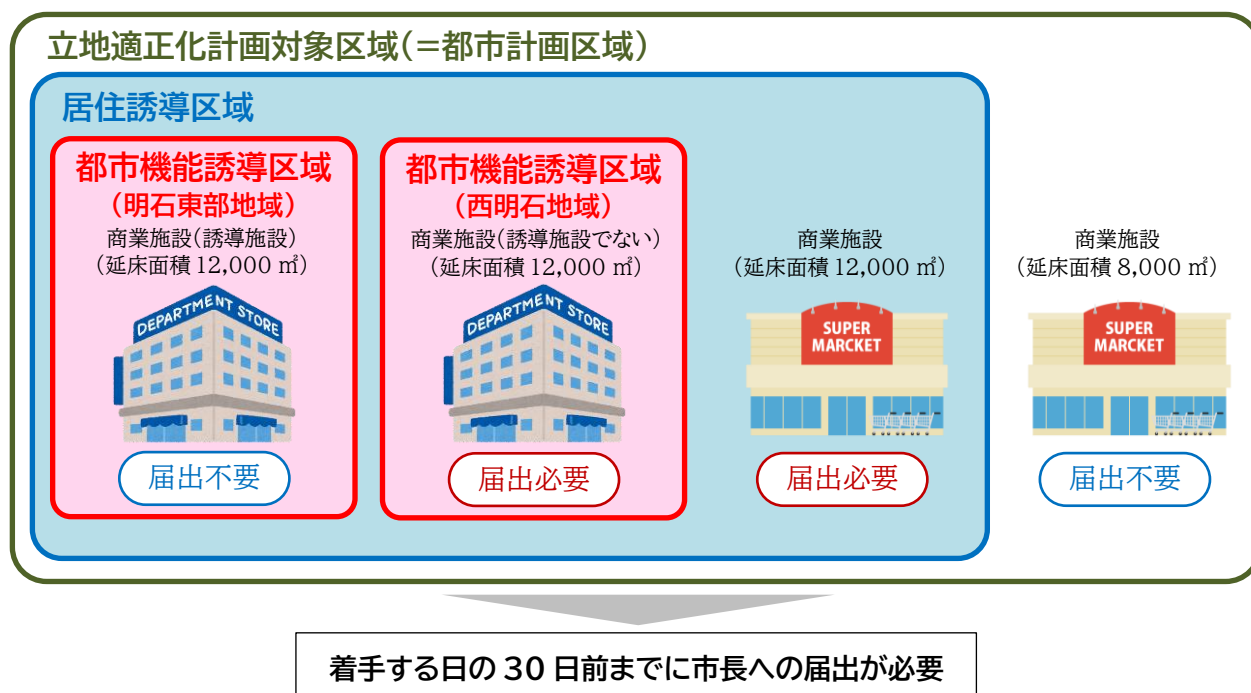 立地適正化計画対象区域(=都市計画区域)
居住誘導区域
都市機能誘導区域
(明石東部地域)
商業施設(誘導施設)
(延床面積 12,000 ㎡)
DEPARTMENT STORE
届出不要
都市機能誘導区域
(西明石地域)
商業施設(誘導施設でない)
(延床面積 12,000 ㎡)
DEPARTMENT STORE
届出必要
商業施設
(延床面積 12,000 ㎡)
SUPER
MARCKET
届出必要
商業施設
(延床面積 8,000 ㎡)
SUPER
MARCKET
届出不要
着手する日の 30 日前までに市長への届出が必要